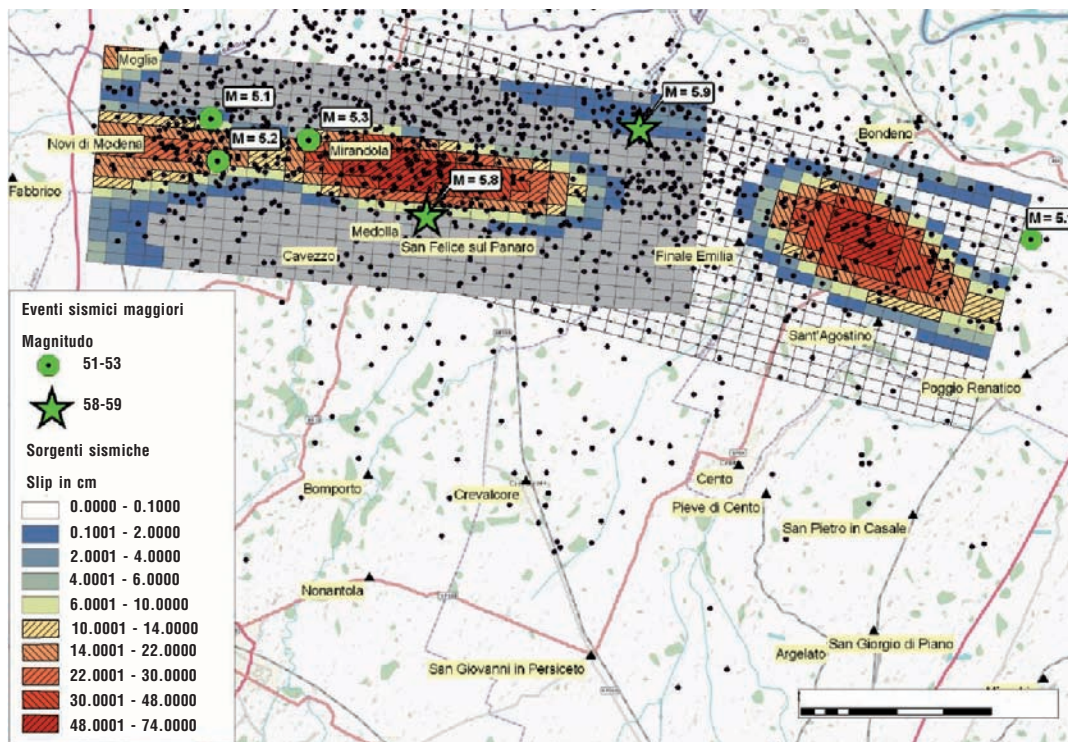 Moglia
M = 5.1
M = 5.9
M = 5.3
Bondeno
Novi di Modena
M = 5.2
Mirandola
Fabbrico
M = 5.8
M = 5.1
Medolla
San Felice sul Panaro
Cavezzo
Finale Emilia
Eventi sismici maggiori
Magnitudo
51-53
58-59
Sorgenti sismiche
Slip in cm
0.0000 - 0.1000
0.1001 - 2.0000
2.0001 - 4.0000
4.0001 - 6.0000
6.0001 - 10.0000
10.0001 - 14.0000
14.0001 - 22.0000
22.0001 - 30.0000
30.0001 - 48.0000
48.0001 - 74.0000
Sant'Agostino
Poggio Renatico
Cento
Bomporto
Crevalcore
Pieve di Cento
San Pietro in Casale
Nonantola
San Giorgio di Piano
Argelato
San Giovanni in Persiceto